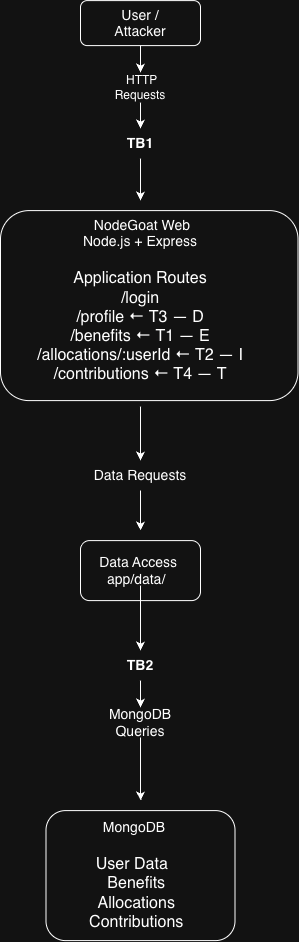 User /
Attacker
HTTP
Requests
TB1
NodeGoat Web
Node.js + Express
Application Routes
/login
/profile ← T3 — D
/benefits ← T1 — E
/allocations/:userId ← T2 — I
/contributions ← T4 — T
Data Requests
Data Access
app/data/
TB2
MongoDB
Queries
MongoDB
User Data
Benefits
Allocations
Contributions